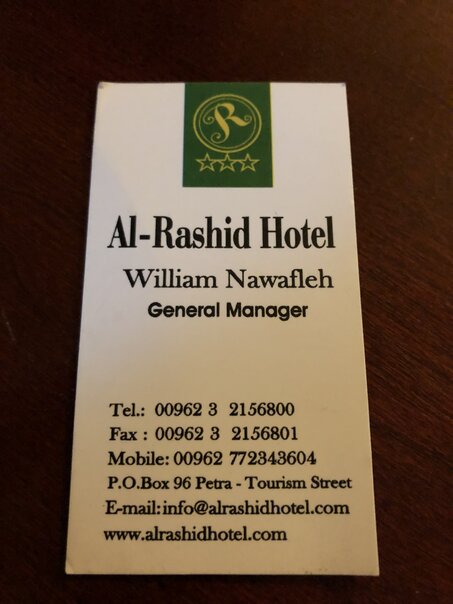 R
Al-Rashid Hotel
William Nawafleh
General Manager
Tel.: 00962 3 2156800
Fax : 00962 3 2156801
Mobile: 00962 772343604
P.O.Box 96 Petra - Tourism Street
E-mail: info@alrashidhotel.com
www.alrashidhotel.com